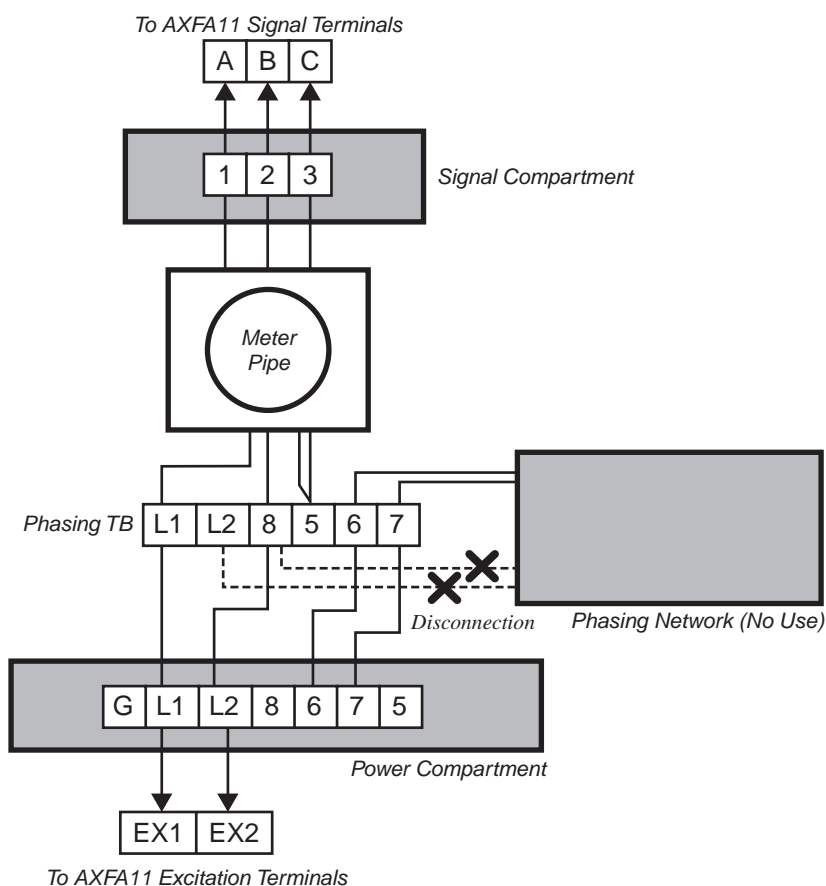 To AXFA11 Signal Terminals
A B C
1 2 3
Signal Compartment
Meter
Pipe
Phasing TB L1 L2 8 5 6 7
Disconnection
Phasing Network (No Use)
G L1 L2 8 6 7 5
Power Compartment
EX1 EX2
To AXFA11 Excitation Terminals